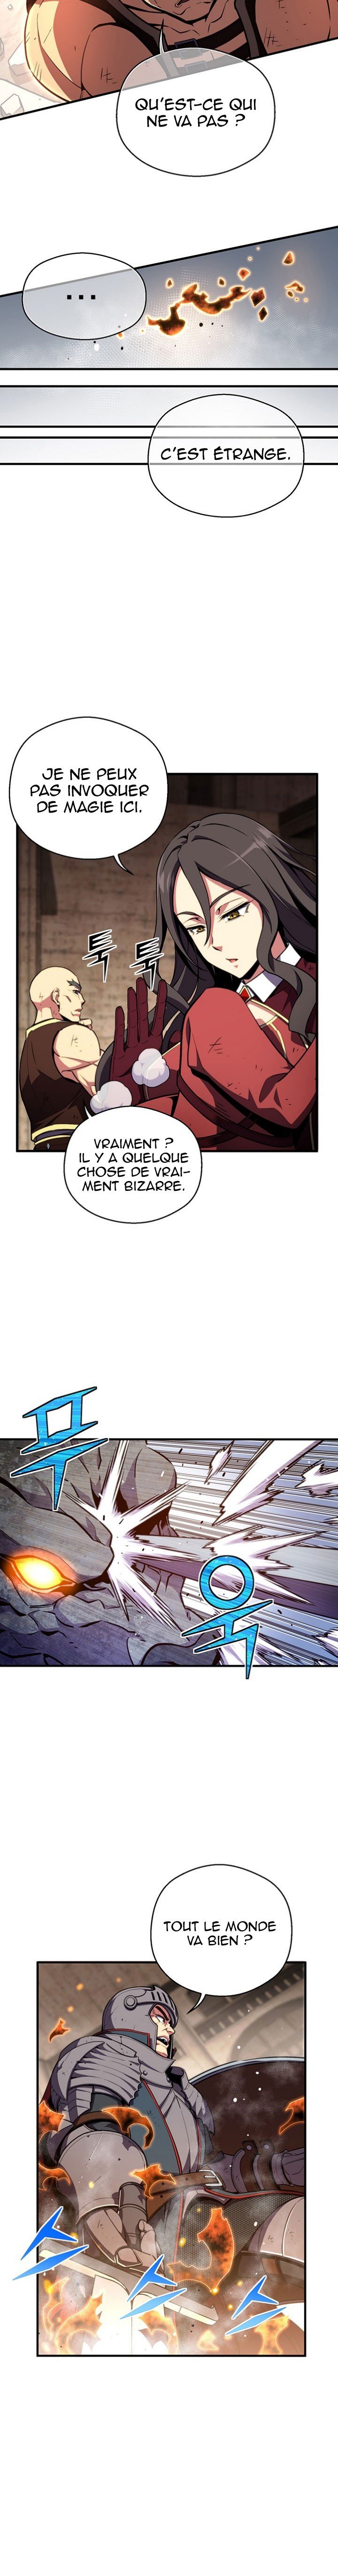 QU'EST-CE QUI
NE VA PAS ?
...
C'EST ÉTRANGE.
JE NE PEUX
PAS INVOQUER
DE MAGIE ICI.
툭
툭
VRAIMENT ?
IL Y A QUELQUE
CHOSE DE VRAI-
MENT BIZARRE.
우
욱
TOUT LE MONDE
VA BIEN ?